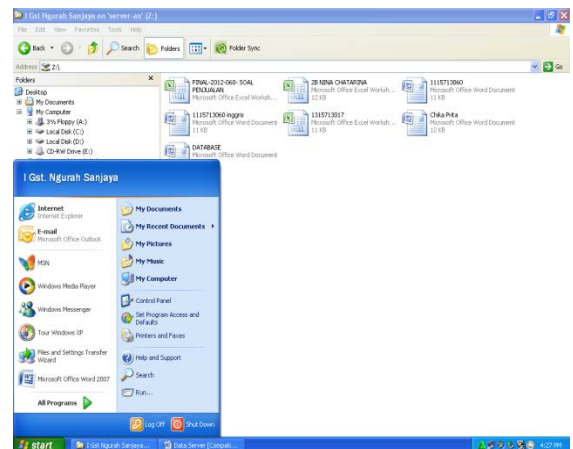 I Gst Ngurah Sanjaya on 'server-an' (Z:)
File Edit View Favorites Tools Help
Back Search Folders Folder Sync
Address Z:\ Go
Folders
Desktop
My Documents
My Computer
3½ Floppy (A:)
Local Disk (C:)
Local Disk (D:)
CD-RW Drive (E:)
FINAL-2012-060- SOAL
PENJUALAN
Microsoft Office Excel Worksh...
2B NINA CHATARINA
Microsoft Office Excel Worksh...
12 KB
1115713060
Microsoft Office Word Document
11 KB
1115713060 inggris
Microsoft Office Word Document
11 KB
1315713017
Microsoft Office Excel Worksh...
11 KB
Chika Prita
Microsoft Office Word Document
12 KB
DATABASE
Microsoft Office Word Document
I Gst. Ngurah Sanjaya
Internet
Internet Explorer
E-mail
Microsoft Office Outlook
MSN
Windows Media Player
Windows Messenger
Tour Windows XP
Files and Settings Transfer
Wizard
Microsoft Office Word 2007
All Programs
My Documents
My Recent Documents
My Pictures
My Music
My Computer
Control Panel
Set Program Access and
Defaults
Printers and Faxes
Help and Support
Search
Run...
Log Off Shut Down
start I Gst Ngurah Sanjaya... Data Server [Compati... 4:27 PM